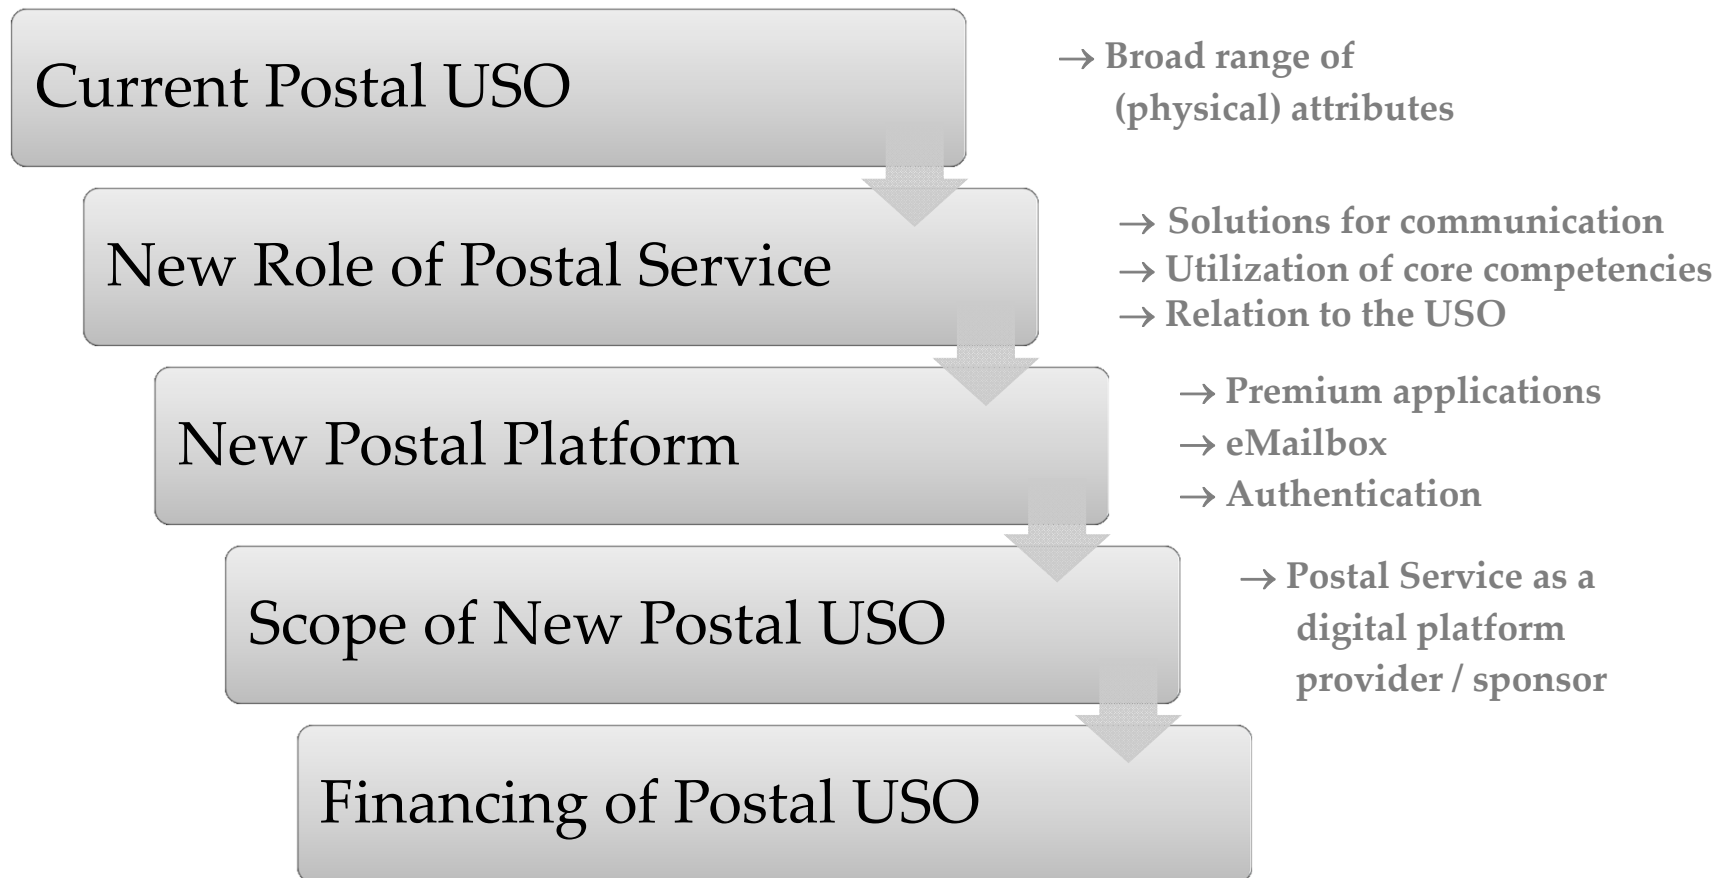 Current Postal USO
→ Broad range of
(physical) attributes
New Role of Postal Service
→ Solutions for communication
→ Utilization of core competencies
→ Relation to the USO
New Postal Platform
→ Premium applications
→ eMailbox
→ Authentication
Scope of New Postal USO
→ Postal Service as a
digital platform
provider / sponsor
Financing of Postal USO